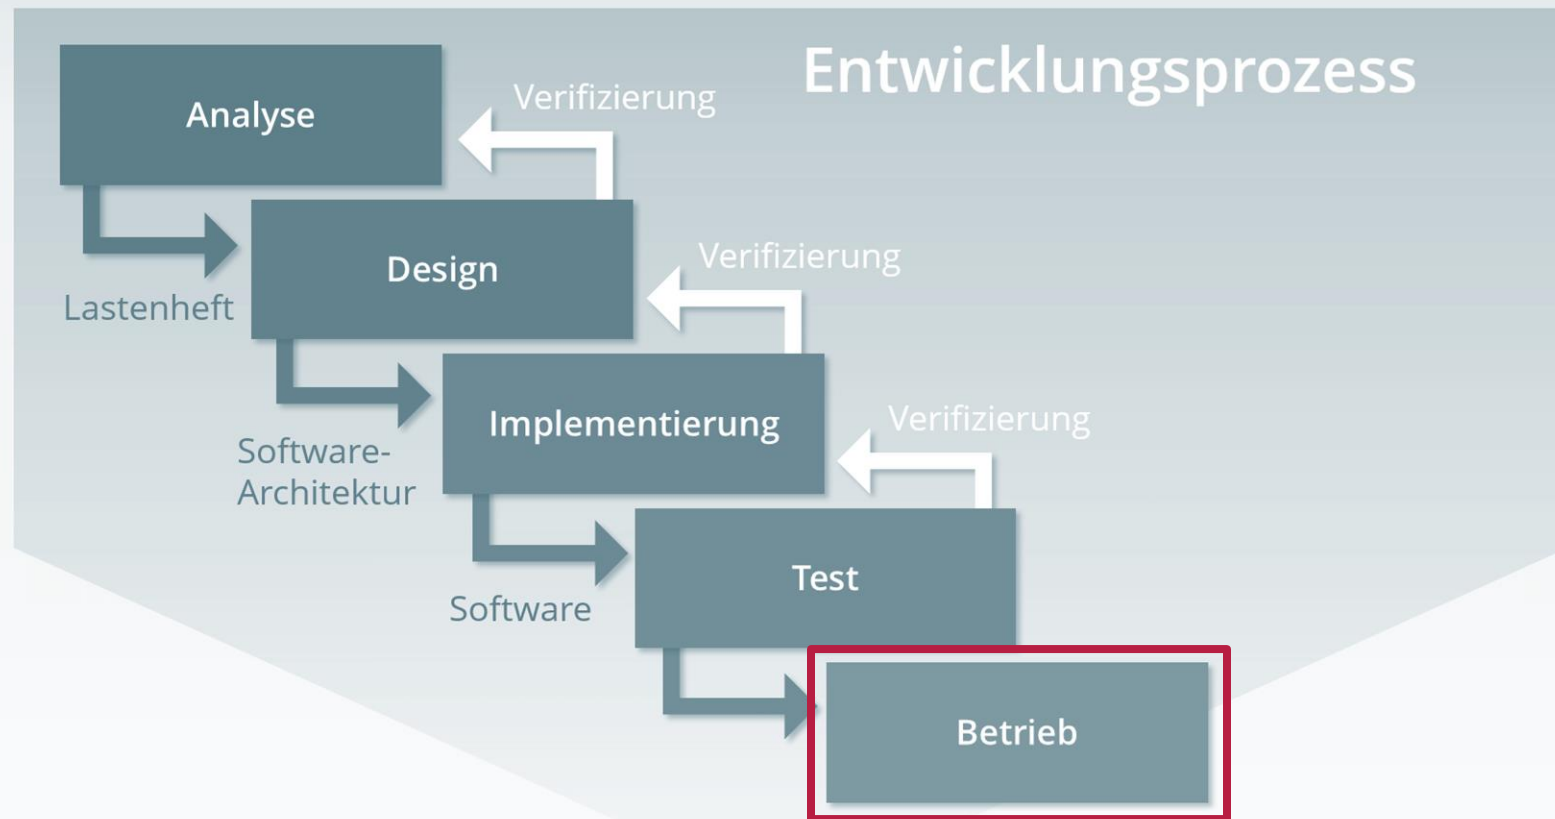 Entwicklungsprozess
Analyse
Verifizierung
Lastenheft
Design
Verifizierung
Software-
Architektur
Implementierung
Verifizierung
Software
Test
Betrieb